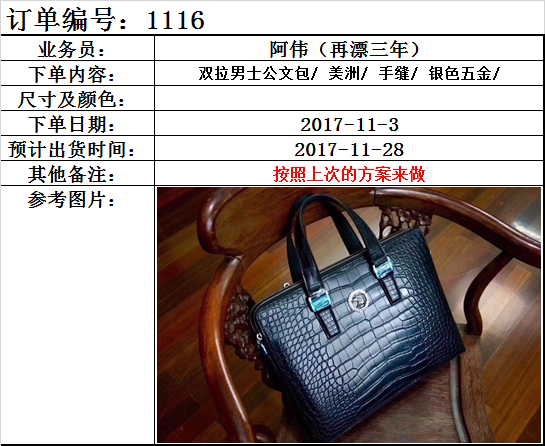 订单编号：1116
业务员： 阿伟（再漂三年）
下单内容： 双拉男士公文包/ 美洲/ 手缝/ 银色五金/
尺寸及颜色：
下单日期： 2017-11-3
预计出货时间： 2017-11-28
其他备注： 按照上次的方案来做
参考图片：